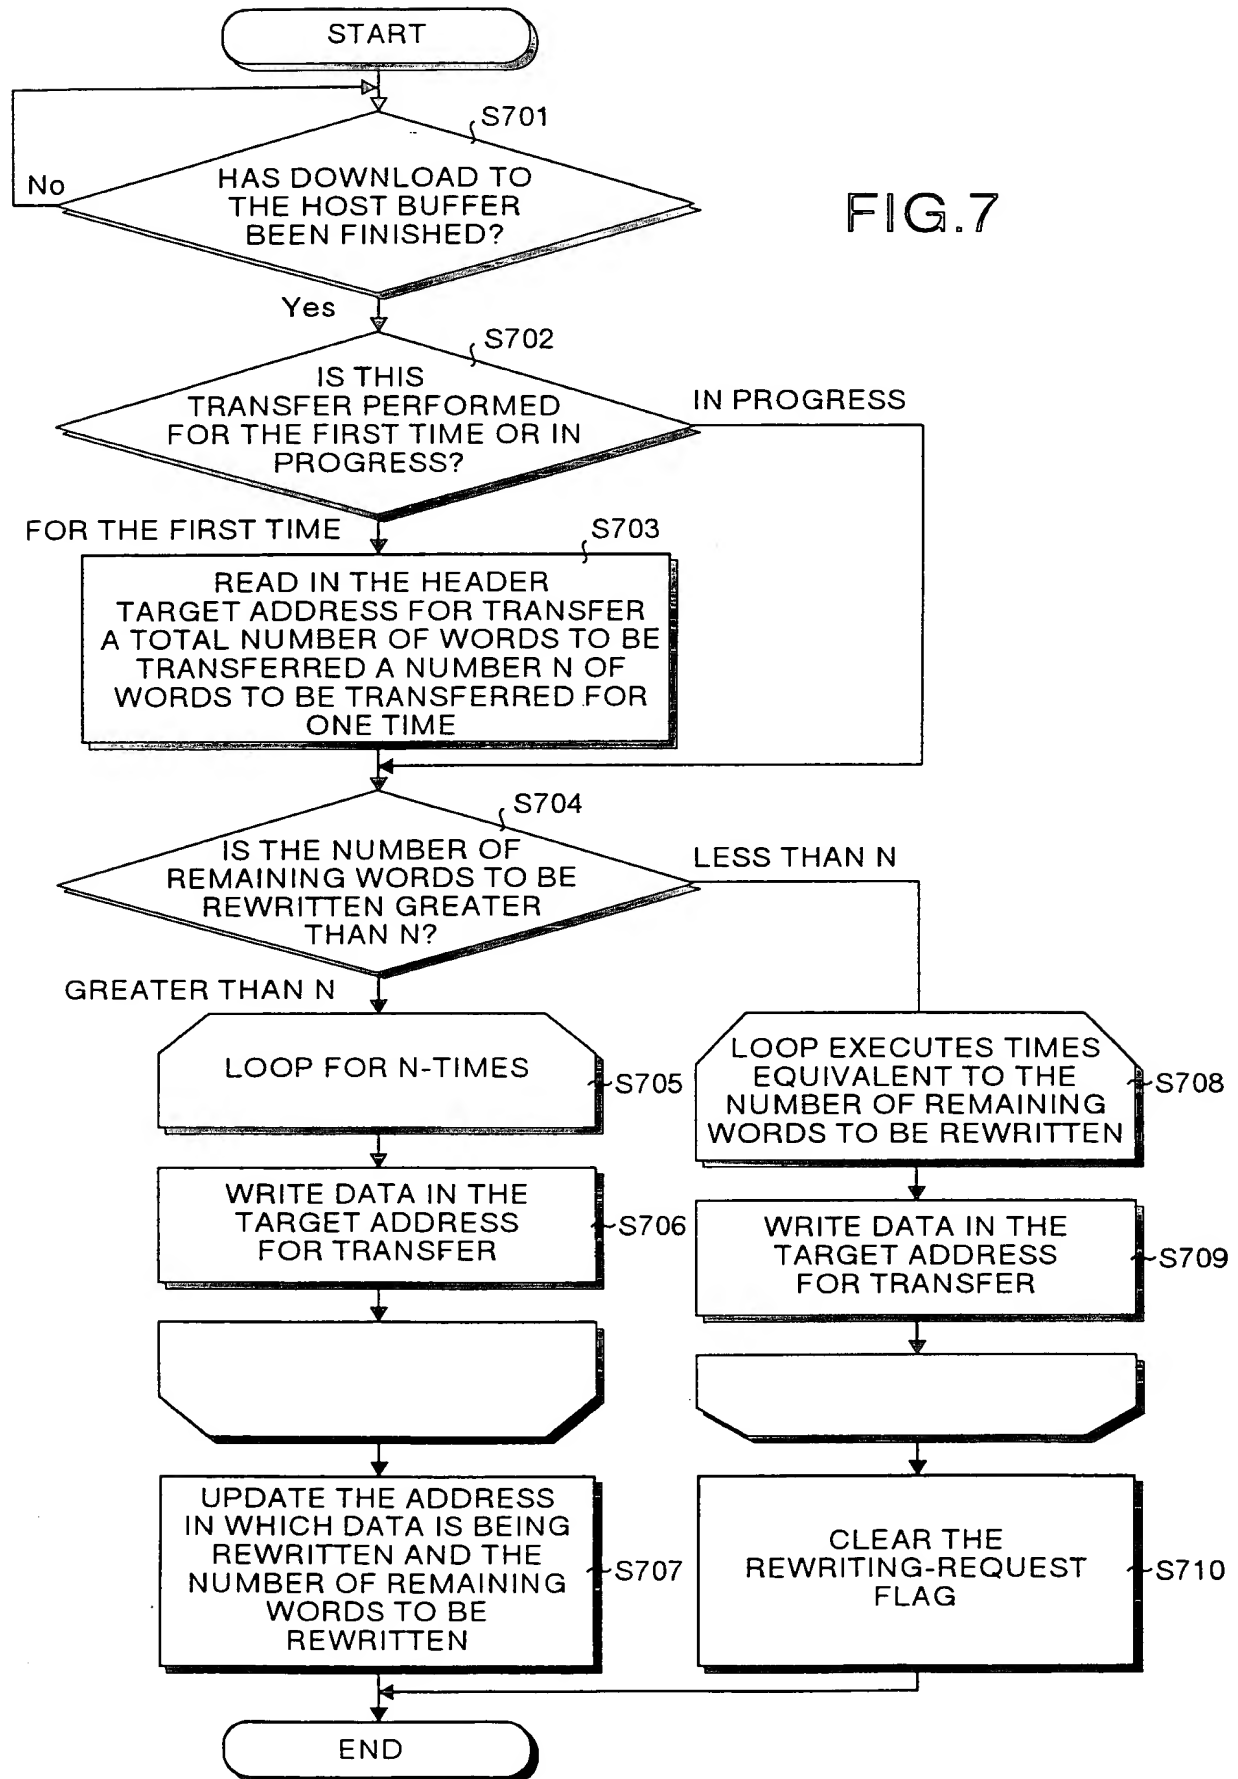 START
S701
No
HAS DOWNLOAD TO
THE HOST BUFFER
BEEN FINISHED?
FIG.7
Yes
S702
IS THIS
TRANSFER PERFORMED
FOR THE FIRST TIME OR IN
PROGRESS?
IN PROGRESS
FOR THE FIRST TIME
S703
READ IN THE HEADER
TARGET ADDRESS FOR TRANSFER
A TOTAL NUMBER OF WORDS TO BE
TRANSFERRED A NUMBER N OF
WORDS TO BE TRANSFERRED FOR
ONE TIME
S704
IS THE NUMBER OF
REMAINING WORDS TO BE
REWRITTEN GREATER
THAN N?
LESS THAN N
GREATER THAN N
LOOP FOR N-TIMES
S705
LOOP EXECUTES TIMES
EQUIVALENT TO THE
NUMBER OF REMAINING
WORDS TO BE REWRITTEN
S708
WRITE DATA IN THE
TARGET ADDRESS
FOR TRANSFER
S706
WRITE DATA IN THE
TARGET ADDRESS
FOR TRANSFER
S709
UPDATE THE ADDRESS
IN WHICH DATA IS BEING
REWRITTEN AND THE
NUMBER OF REMAINING
WORDS TO BE
REWRITTEN
S707
CLEAR THE
REWRITING-REQUEST
FLAG
S710
END